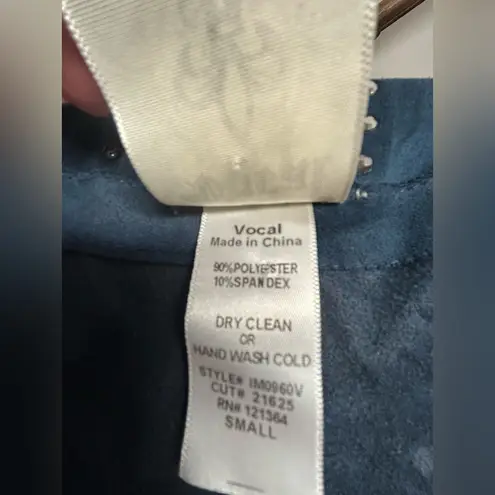 Vocal
Made in China
90%POLYESTER
10%SPANDEX
DRY CLEAN
OR
HAND WASH COLD
STYLE# IM0960V
CUT# 21625
RN# 121364
SMALL